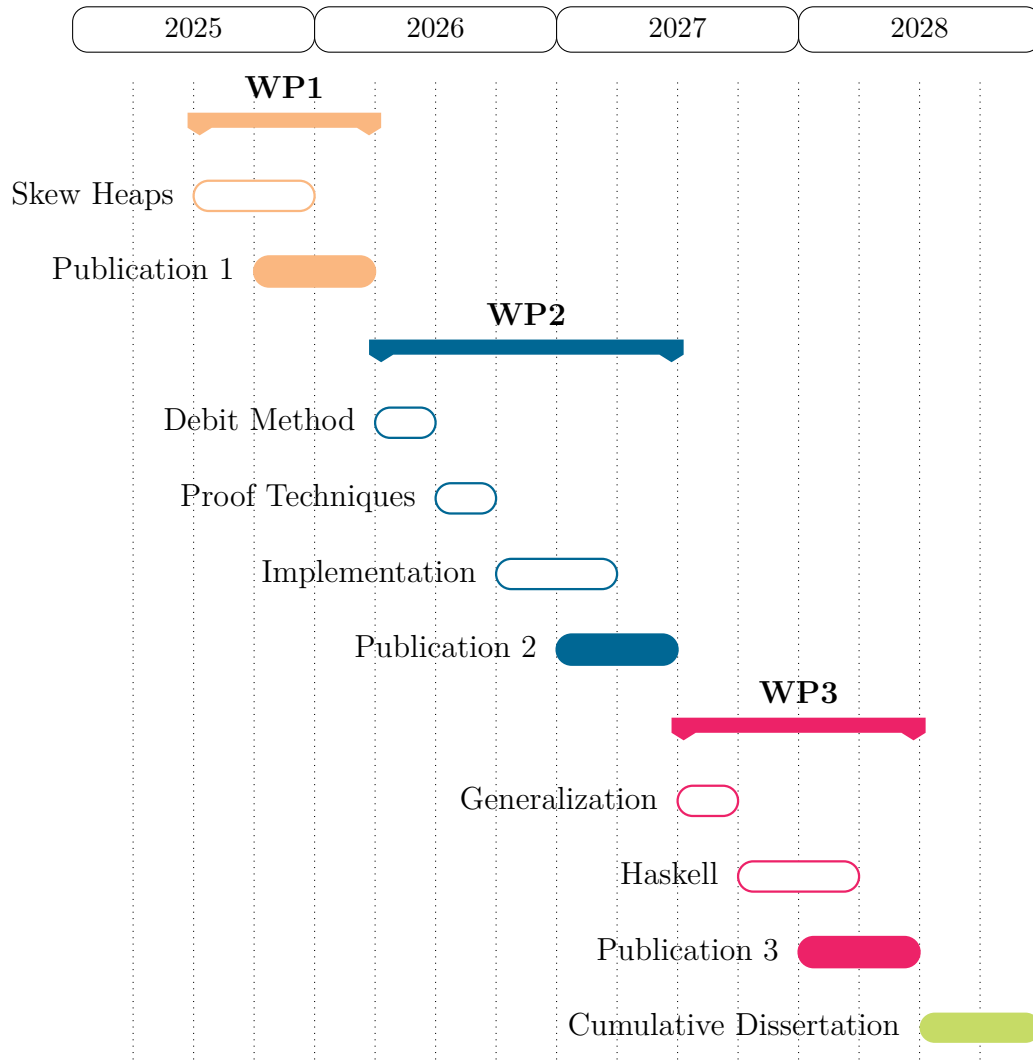 2025 2026 2027 2028
WP1
Skew Heaps
Publication 1
WP2
Debit Method
Proof Techniques
Implementation
Publication 2
WP3
Generalization
Haskell
Publication 3
Cumulative Dissertation